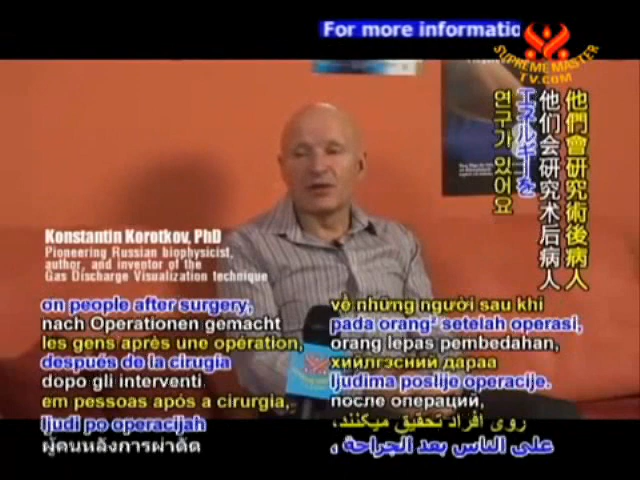 For more informatio
SUPREME MASTER
TV.COM
他們會研究術後病人
他们会研究术后病人
エネルギーを
연구가 있어요
Konstantin Korotkov, PhD
Pioneering Russian biophysicist,
author, and inventor of the
Gas Discharge Visualization technique
on people after surgery,
nach Operationen gemacht
les gens après une opération,
después de la cirugia
dopo gli interventi
em pessoas após a cirurgia,
ljudi po operacijah
ผู้คนหลังการผ่าตัด
về những người sau khi
pada orang² setelah operasi,
orang lepas pembedahan,
хийлгэсний дараа
ljudima poslije operacije.
после операций,
روی افراد تحقیق میکنند،
على الناس بعد الجراحة ،